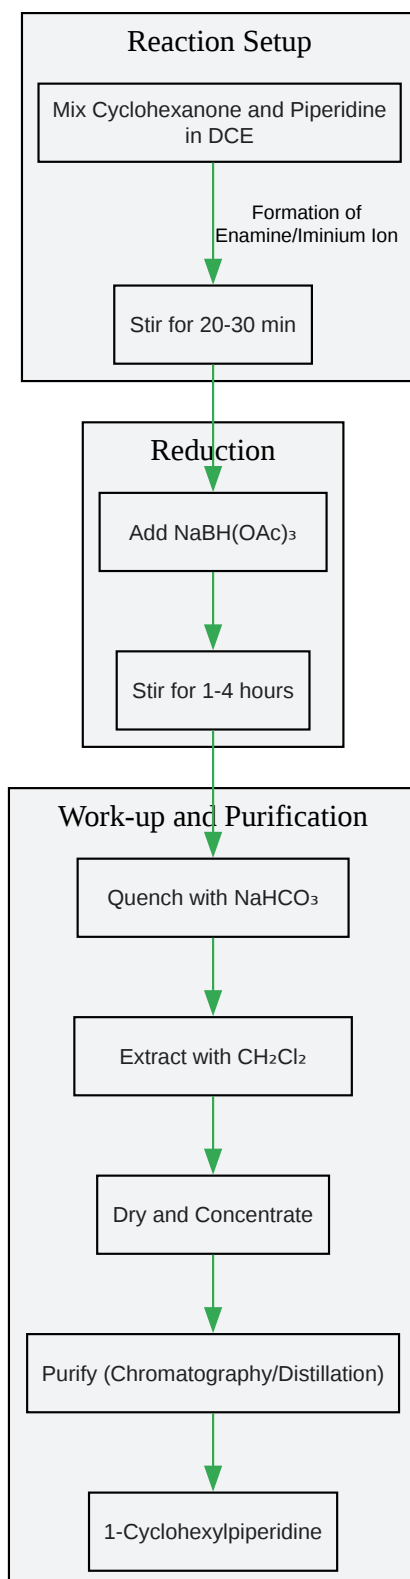 Reaction Setup
Mix Cyclohexanone and Piperidine
in DCE
Formation of
Enamine/Iminium Ion
Stir for 20-30 min
Reduction
Add NaBH(OAc)₃
Stir for 1-4 hours
Work-up and Purification
Quench with NaHCO₃
Extract with CH₂Cl₂
Dry and Concentrate
Purify (Chromatography/Distillation)
1-Cyclohexylpiperidine